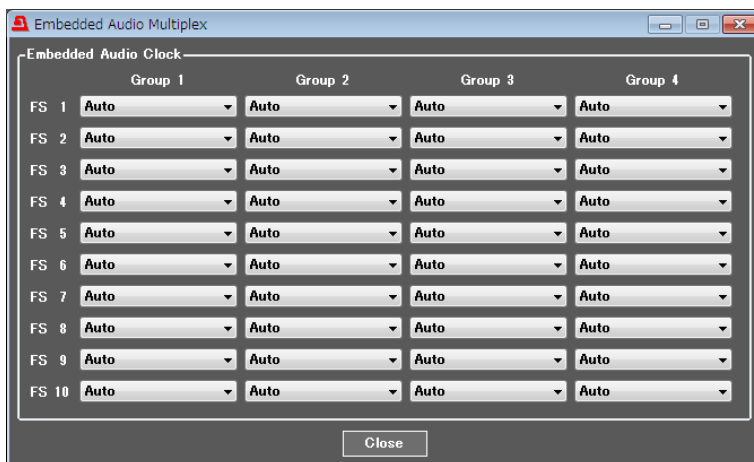 Embedded Audio Multiplex
Embedded Audio Clock
Group 1 Group 2 Group 3 Group 4
FS 1 Auto Auto Auto Auto
FS 2 Auto Auto Auto Auto
FS 3 Auto Auto Auto Auto
FS 4 Auto Auto Auto Auto
FS 5 Auto Auto Auto Auto
FS 6 Auto Auto Auto Auto
FS 7 Auto Auto Auto Auto
FS 8 Auto Auto Auto Auto
FS 9 Auto Auto Auto Auto
FS 10 Auto Auto Auto Auto
Close